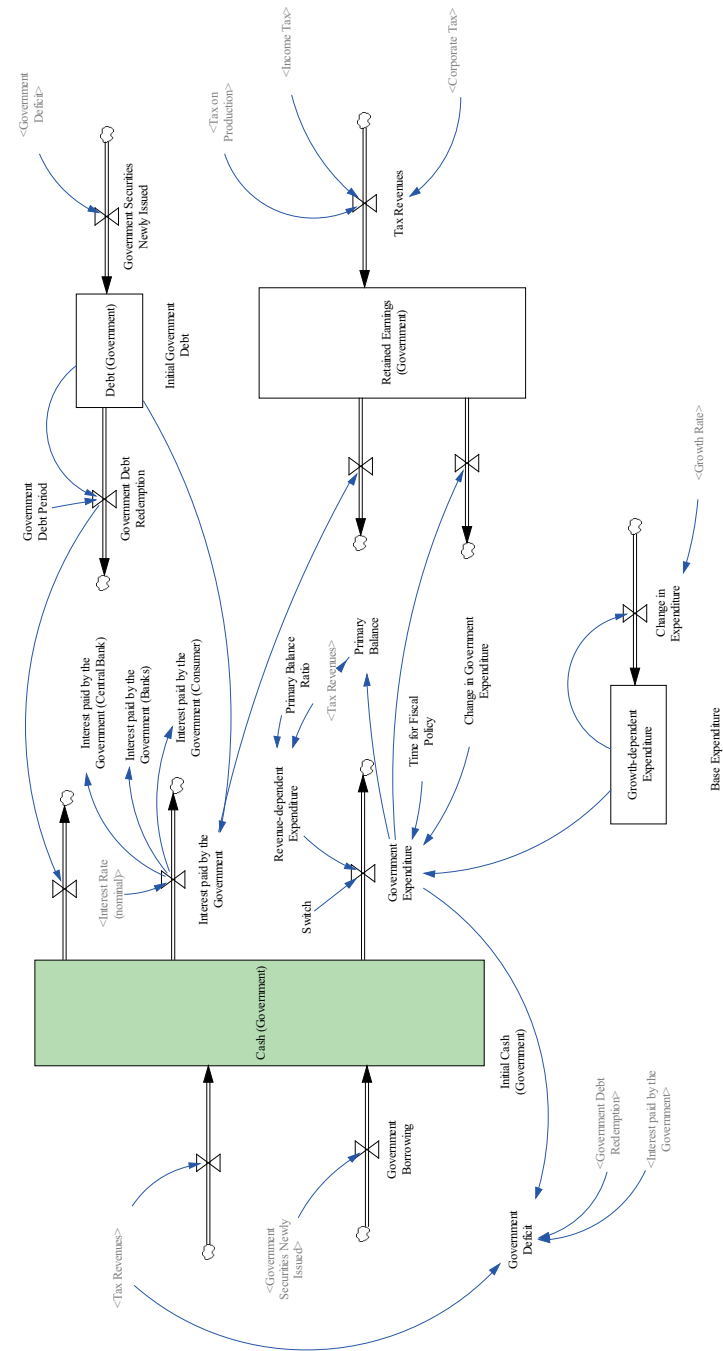 <Tax Revenues>
<Government
Securities Newly
Issued>
Government
Borrowing
Government
Deficit
<Government Debt
Redemption>
<Interest paid by the
Government>
Initial Cash
(Government)
Cash (Government)
<Interest Rate
(nominal)>
Interest paid by the
Government
Switch
Government
Expenditure
Revenue-dependent
Expenditure
Interest paid by the
Government (Central Bank)
Interest paid by the
Government (Banks)
Interest paid by the
Government (Consumer)
Primary Balance
Ratio
<Tax Revenues>
Primary
Balance
Time for Fiscal
Policy
Change in Government
Expenditure
Base Expenditure
Growth-dependent
Expenditure
Change in
Expenditure
<Growth Rate>
Government
Debt Period
Government Debt
Redemption
Debt (Government)
Initial Government
Debt
Government Securities
Newly Issued
<Government
Deficit>
Retained Earnings
(Government)
Tax Revenues
<Tax on
Production>
<Income Tax>
<Corporate Tax>